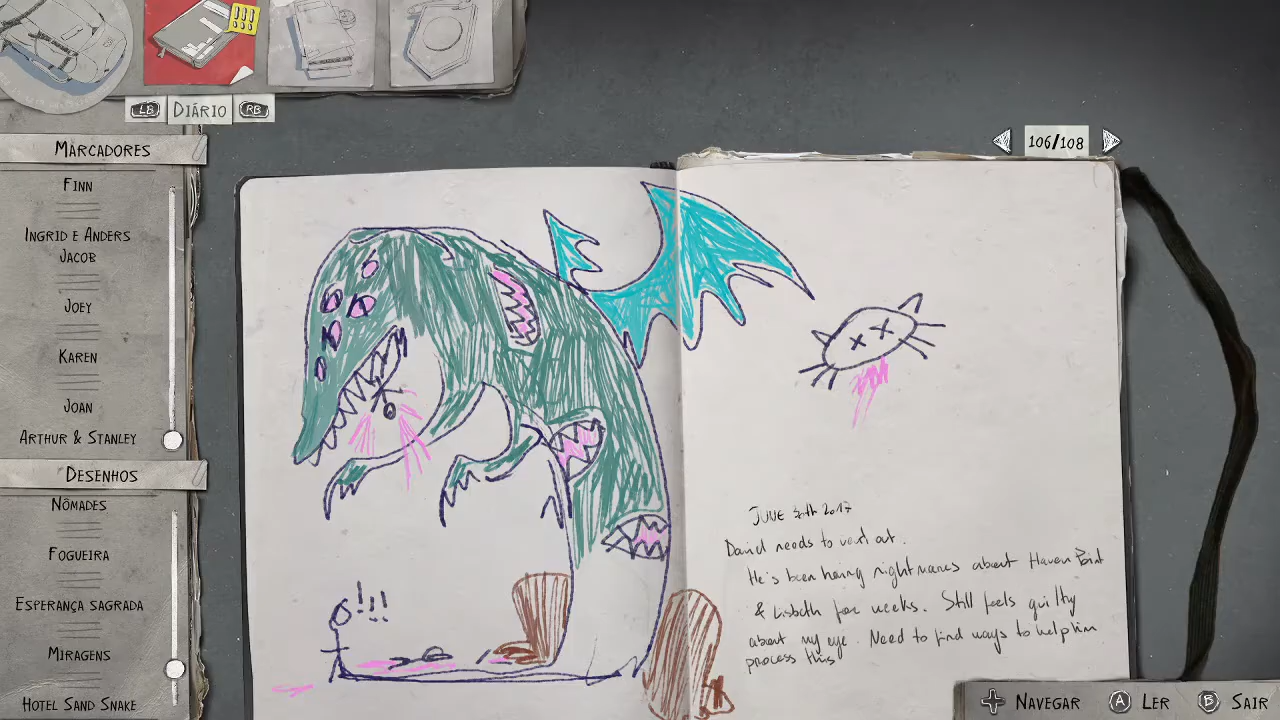 LB DIÁRIO RB
106/108
MARCADORES
FINN
INGRID E ANDERS
JACOB
JOEY
KAREN
JOAN
ARTHUR & STANLEY
DESENHOS
NÔMADES
FOGUEIRA
ESPERANÇA SAGRADA
MIRAGENS
HOTEL SAND SNAKE
!!!
JUNE 30th 2017
Daniel needs to vent out.
He's been having nightmares about Haven Point
& Lisbeth for weeks. Still feels guilty
about my eye. Need to find ways to help him
process this
NAVEGAR A LER B SAIR